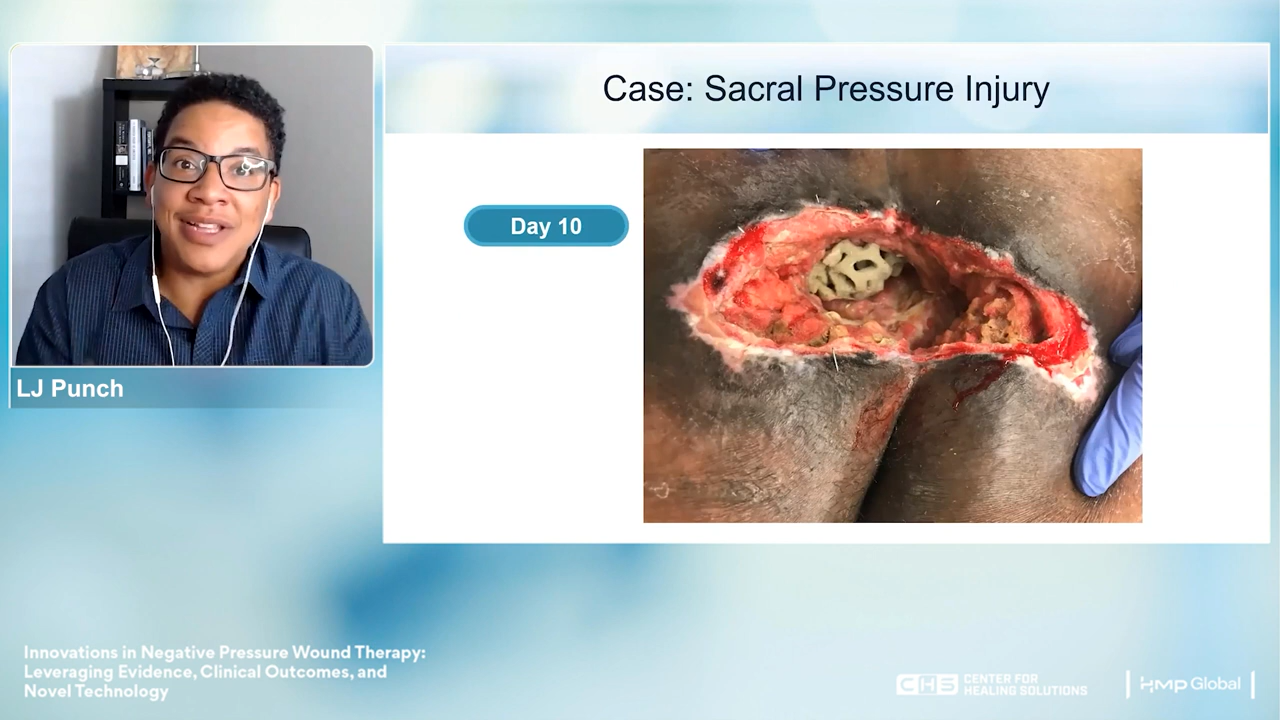 Case: Sacral Pressure Injury
Day 10
LJ Punch
Innovations in Negative Pressure Wound Therapy:
Leveraging Evidence, Clinical Outcomes, and
Novel Technology
CHS
CENTER FOR
HEALING SOLUTIONS
HMP Global